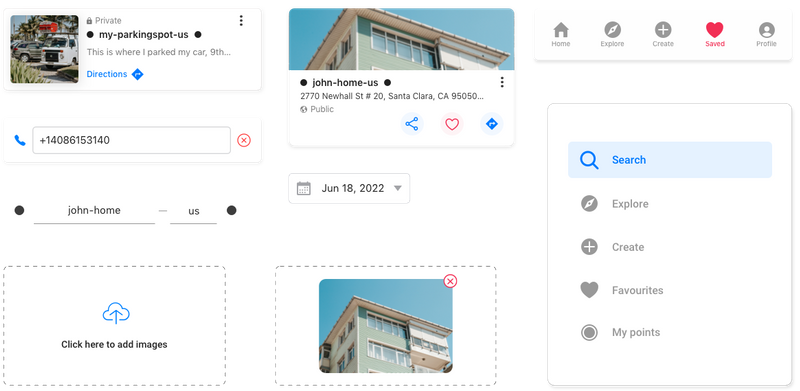 Private
my-parkingspot-us
This is where I parked my car, 9th...
Directions
+14086153140
john-home — us
Click here to add images
john-home-us
2770 Newhall St # 20, Santa Clara, CA 95050...
Public
Jun 18, 2022
Home Explore Create Saved Profile
Search
Explore
Create
Favourites
My points